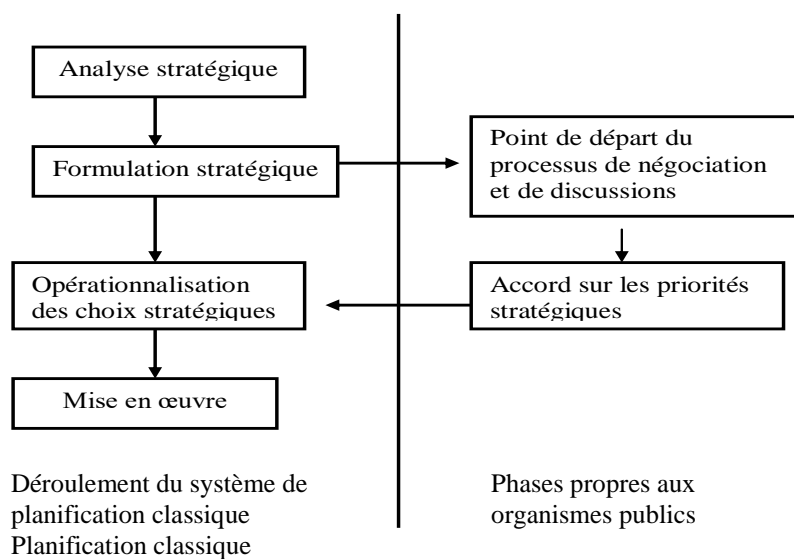 Analyse stratégique
Formulation stratégique
Opérationnalisation
des choix stratégiques
Mise en œuvre
Point de départ du
processus de négociation
et de discussions
Accord sur les priorités
stratégiques
Déroulement du système de
planification classique
Planification classique
Phases propres aux
organismes publics